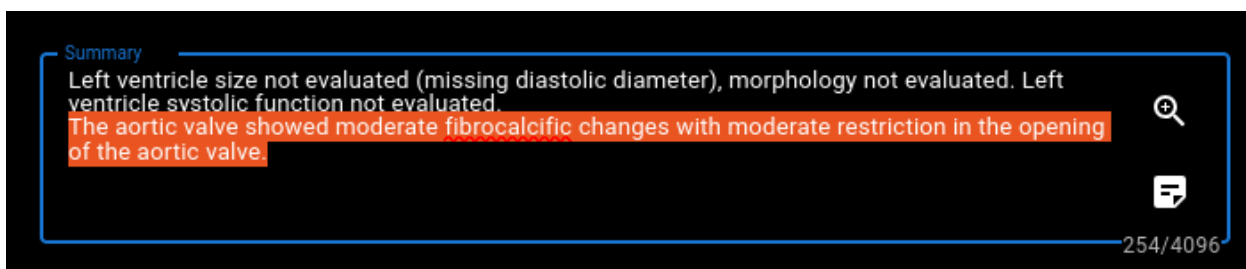 Summary
Left ventricle size not evaluated (missing diastolic diameter), morphology not evaluated. Left
ventricle systolic function not evaluated.
The aortic valve showed moderate fibrocalcific changes with moderate restriction in the opening
of the aortic valve.
254/4096